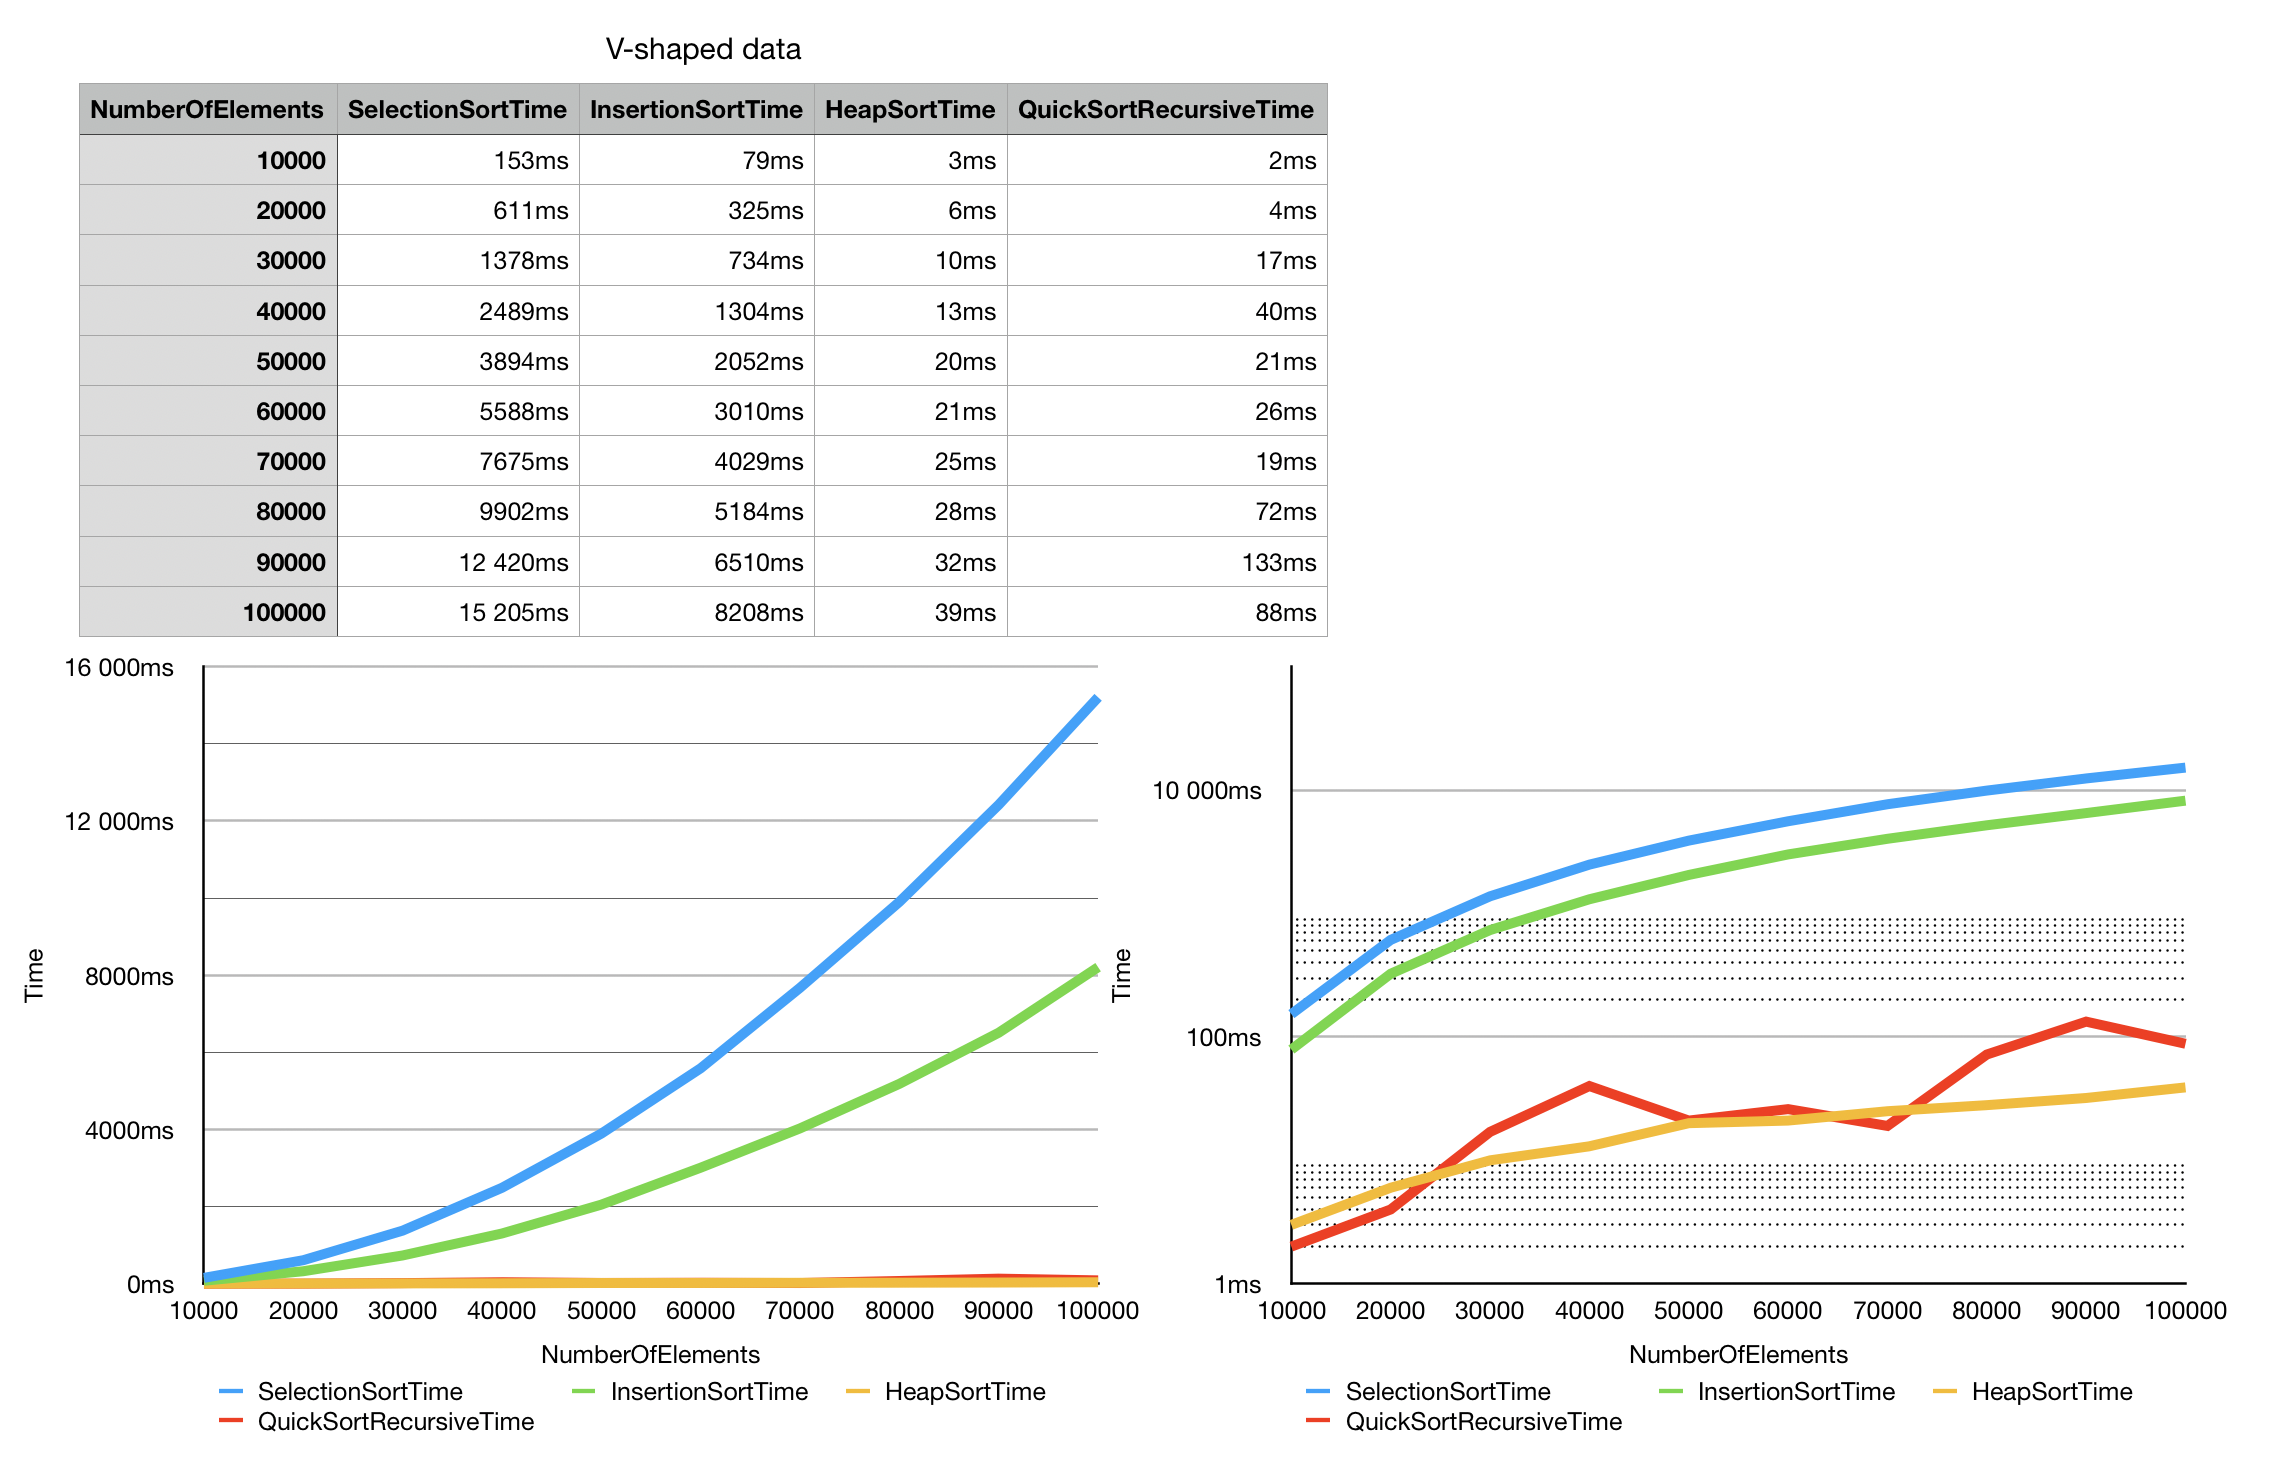 V-shaped data
NumberOfElements SelectionSortTime InsertionSortTime HeapSortTime QuickSortRecursiveTime
10000 153ms 79ms 3ms 2ms
20000 611ms 325ms 6ms 4ms
30000 1378ms 734ms 10ms 17ms
40000 2489ms 1304ms 13ms 40ms
50000 3894ms 2052ms 20ms 21ms
60000 5588ms 3010ms 21ms 26ms
70000 7675ms 4029ms 25ms 19ms
80000 9902ms 5184ms 28ms 72ms
90000 12 420ms 6510ms 32ms 133ms
100000 15 205ms 8208ms 39ms 88ms
Time
16 000ms
12 000ms
8000ms
4000ms
0ms
10000 20000 30000 40000 50000 60000 70000 80000 90000 100000
NumberOfElements
SelectionSortTime InsertionSortTime HeapSortTime
QuickSortRecursiveTime
Time
10 000ms
100ms
1ms
10000 20000 30000 40000 50000 60000 70000 80000 90000 100000
NumberOfElements
SelectionSortTime InsertionSortTime HeapSortTime
QuickSortRecursiveTime